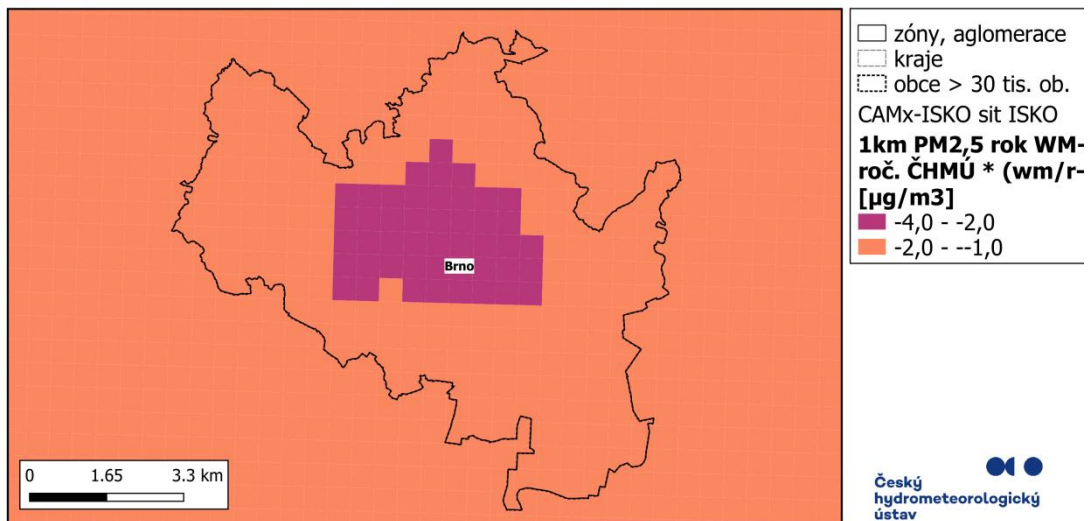 zóny, aglomerace
kraje
obce > 30 tis. ob.
CAMx-ISKO sit ISKO
1km PM2,5 rok WM-
roč. ČHMÚ * (wm/r-
[µg/m3]
-4,0 - -2,0
-2,0 - --1,0
Brno
0 1.65 3.3 km
Český
hydrometeorologický
ústav